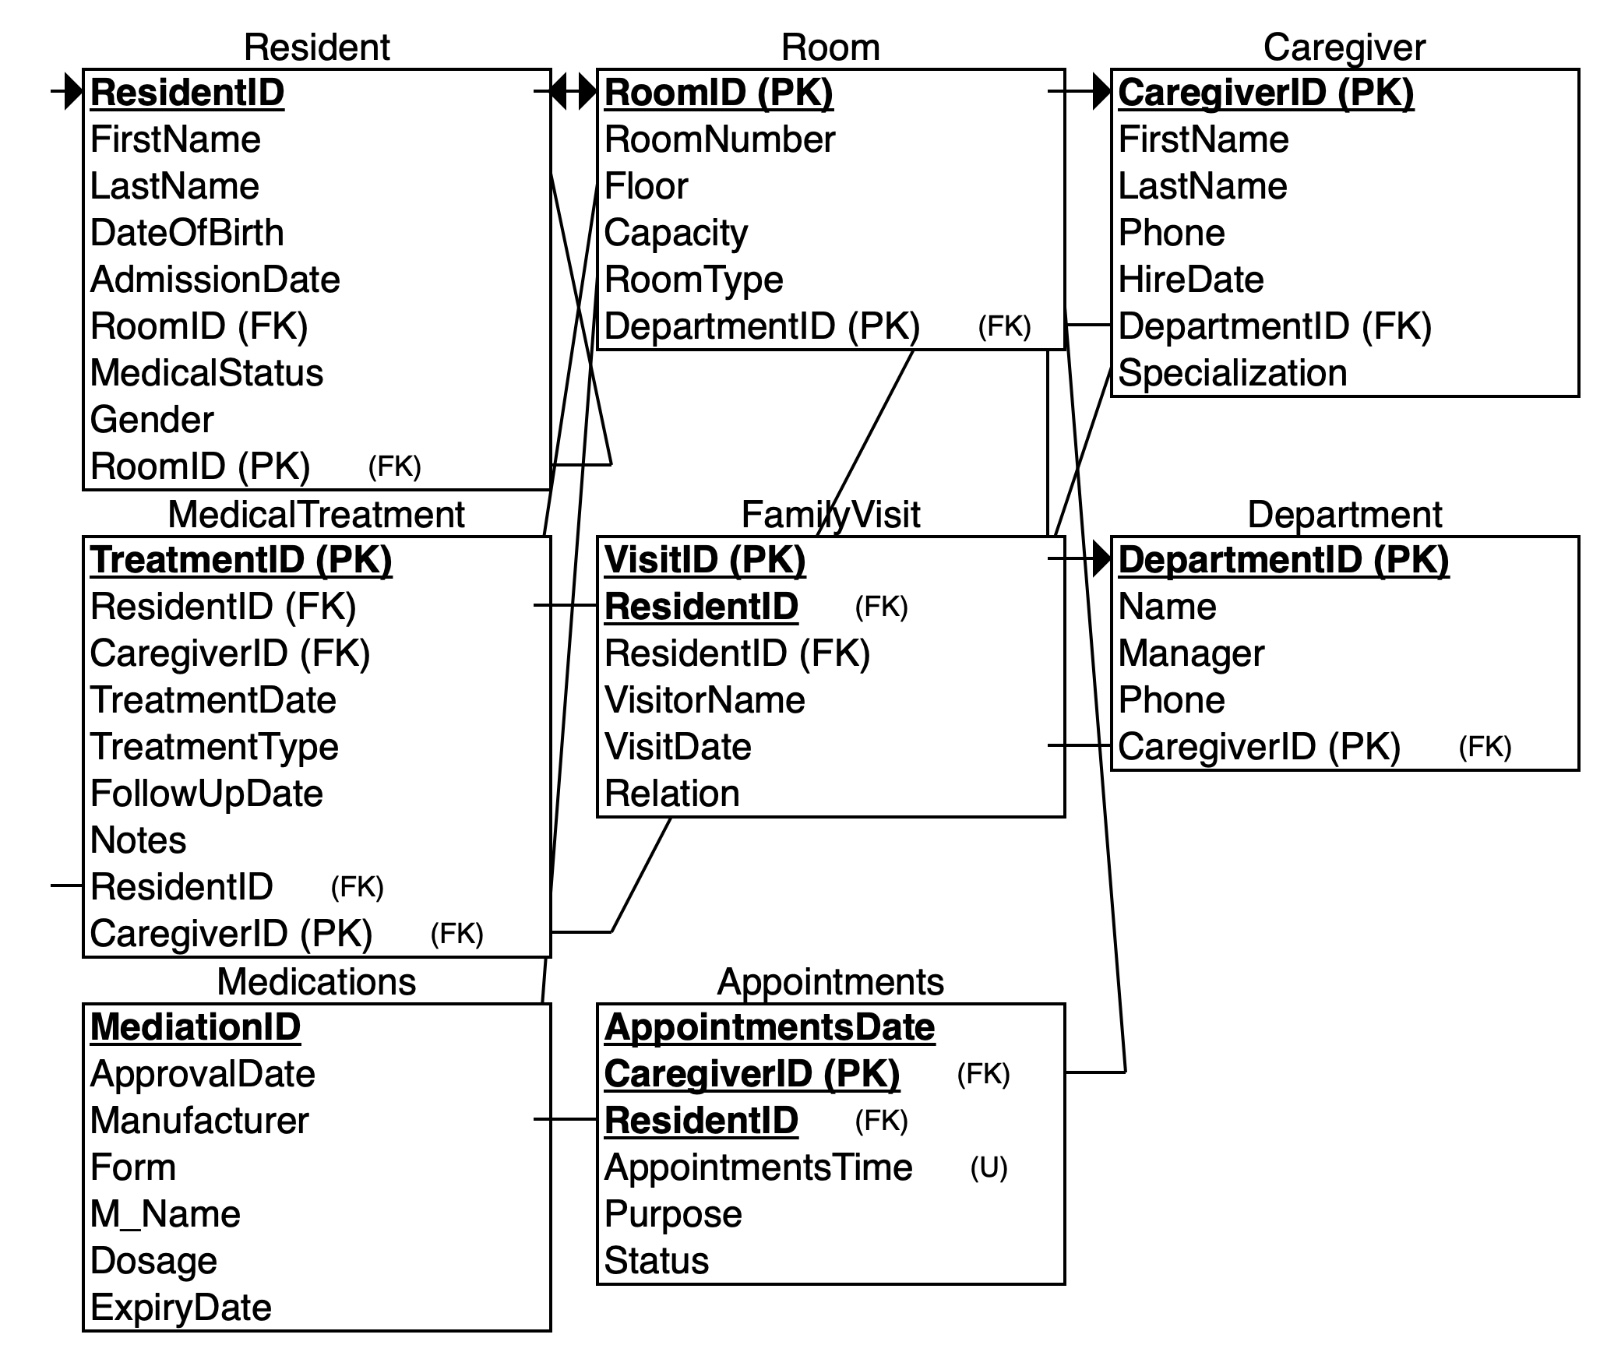 Resident
ResidentID
FirstName
LastName
DateOfBirth
AdmissionDate
RoomID (FK)
MedicalStatus
Gender
RoomID (PK) (FK)
Room
RoomID (PK)
RoomNumber
Floor
Capacity
RoomType
DepartmentID (PK) (FK)
Caregiver
CaregiverID (PK)
FirstName
LastName
Phone
HireDate
DepartmentID (FK)
Specialization
MedicalTreatment
TreatmentID (PK)
ResidentID (FK)
CaregiverID (FK)
TreatmentDate
TreatmentType
FollowUpDate
Notes
ResidentID (FK)
CaregiverID (PK) (FK)
FamilyVisit
VisitID (PK)
ResidentID (FK)
ResidentID (FK)
VisitorName
VisitDate
Relation
Department
DepartmentID (PK)
Name
Manager
Phone
CaregiverID (PK) (FK)
Medications
MediationID
ApprovalDate
Manufacturer
Form
M_Name
Dosage
ExpiryDate
Appointments
AppointmentsDate
CaregiverID (PK) (FK)
ResidentID (FK)
AppointmentsTime (U)
Purpose
Status